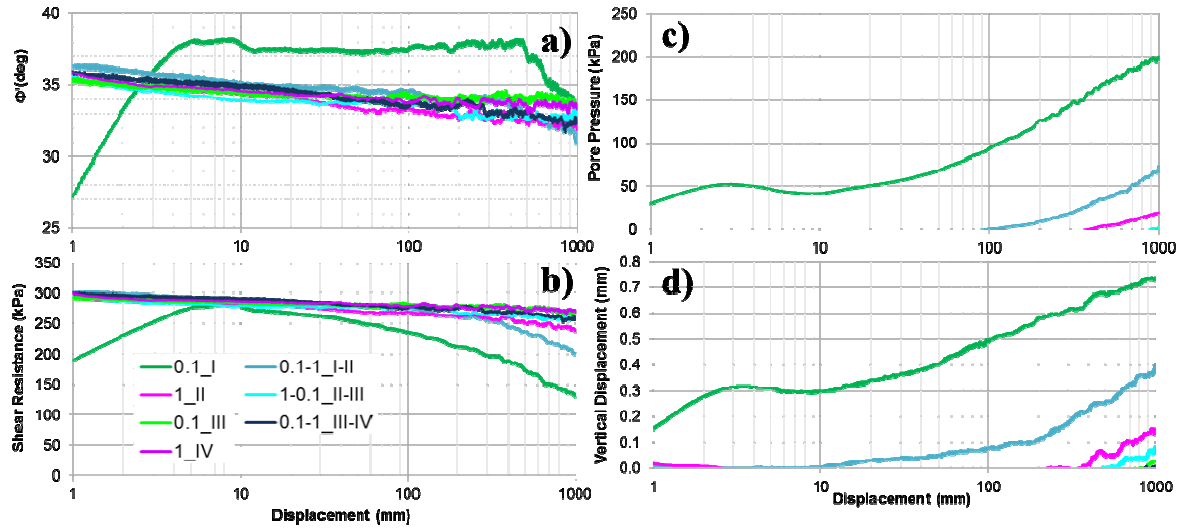 a)
Φ'(deg)
40
35
30
25
1
10
100
1000
b)
Shear Resistance (kPa)
350
300
250
200
150
100
50
0
0.1_I
0.1-1_I-II
1_II
1-0.1_II-III
0.1_III
0.1-1_III-IV
1_IV
1
10
100
1000
Displacement (mm)
c)
Pore Pressure (kPa)
250
200
150
100
50
0
1
10
100
1000
d)
Vertical Displacement (mm)
0.8
0.7
0.6
0.5
0.4
0.3
0.2
0.1
0.0
1
10
100
1000
Displacement (mm)